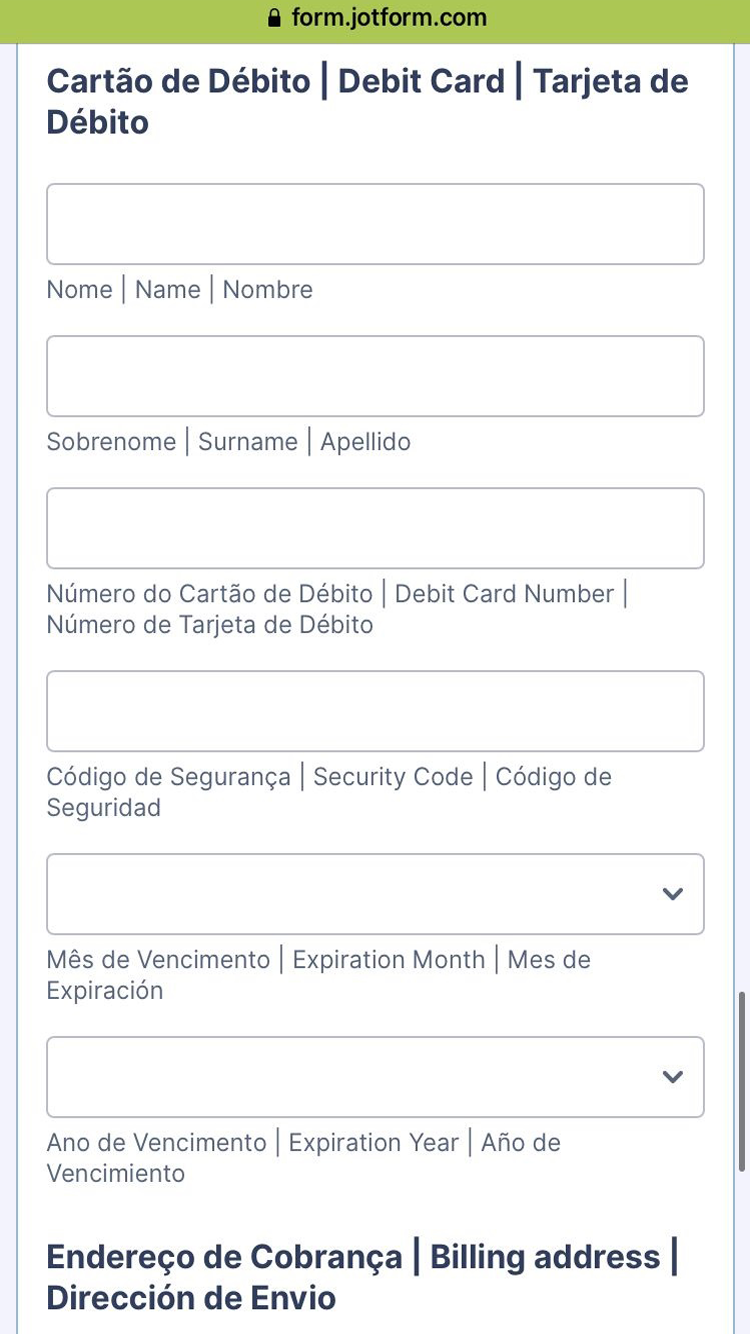 form.jotform.com
Cartão de Débito | Debit Card | Tarjeta de
Débito
Nome | Name | Nombre
Sobrenome | Surname | Apellido
Número do Cartão de Débito | Debit Card Number |
Número de Tarjeta de Débito
Código de Segurança | Security Code | Código de
Seguridad
Mês de Vencimento | Expiration Month | Mes de
Expiración
Ano de Vencimento | Expiration Year | Año de
Vencimiento
Endereço de Cobrança | Billing address |
Dirección de Envio